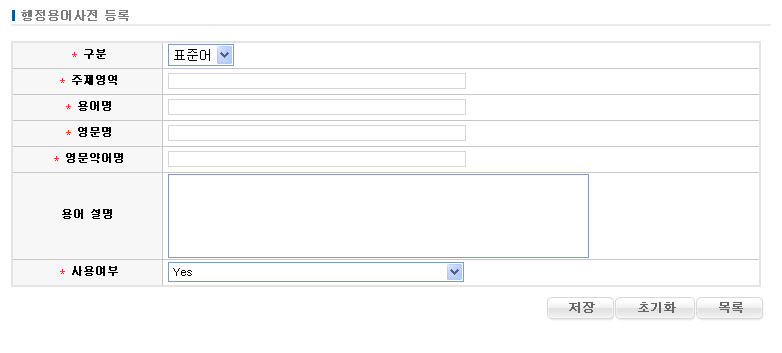 행정용어사전 등록
* 구분 표준어
* 주제영역
* 용어명
* 영문명
* 영문약어명
용어 설명
* 사용여부 Yes
저장 초기화 목록